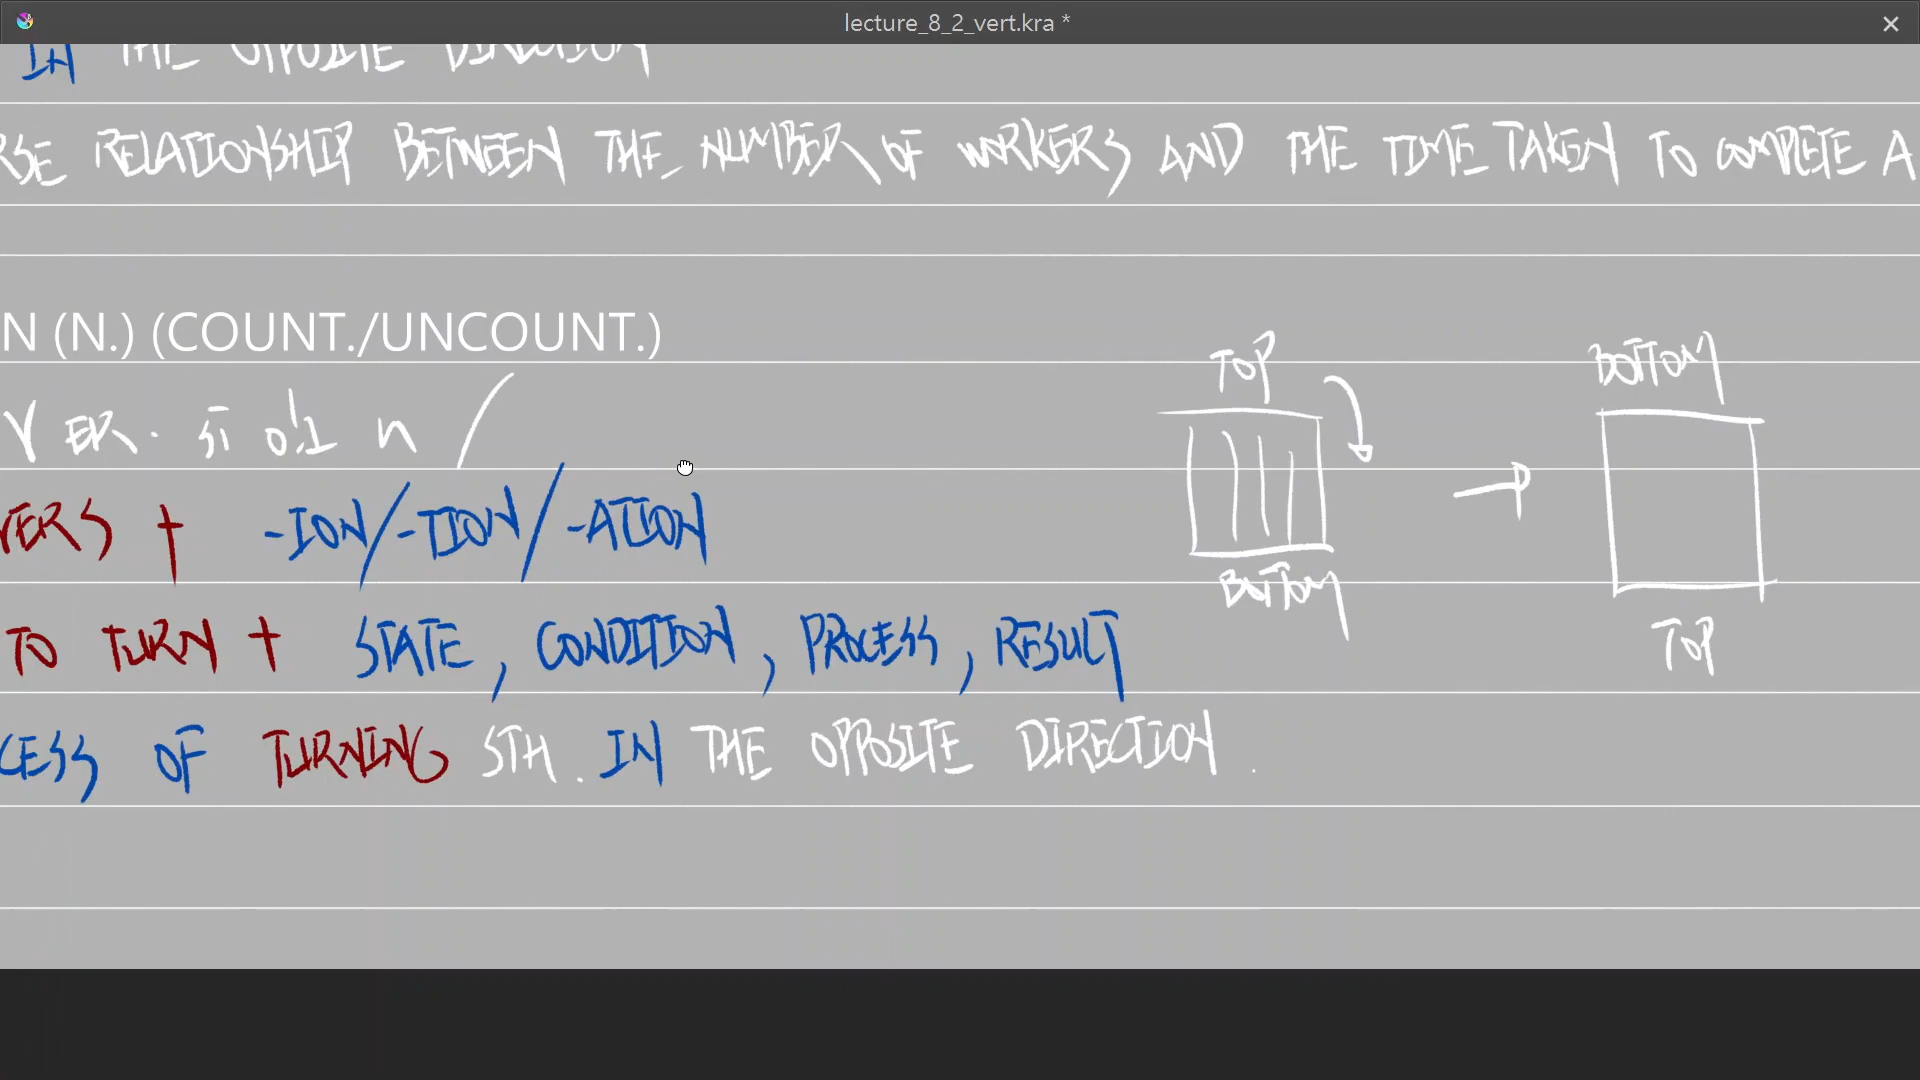 lecture_8_2_vert.kra *
IN THE OPPOSITE DIRECTION
RSE RELATIONSHIP BETWEEN THE NUMBER OF WORKERS AND THE TIME TAKEN TO COMPLETE A
N (N.) (COUNT./UNCOUNT.)
TOP
BOTTOM
VERS + -ION/-TION/-ATION
BOTTOM
TO TURN + STATE, CONDITION, PROCESS, RESULT
TOP
CESS OF TURNING STH. IN THE OPPOSITE DIRECTION.